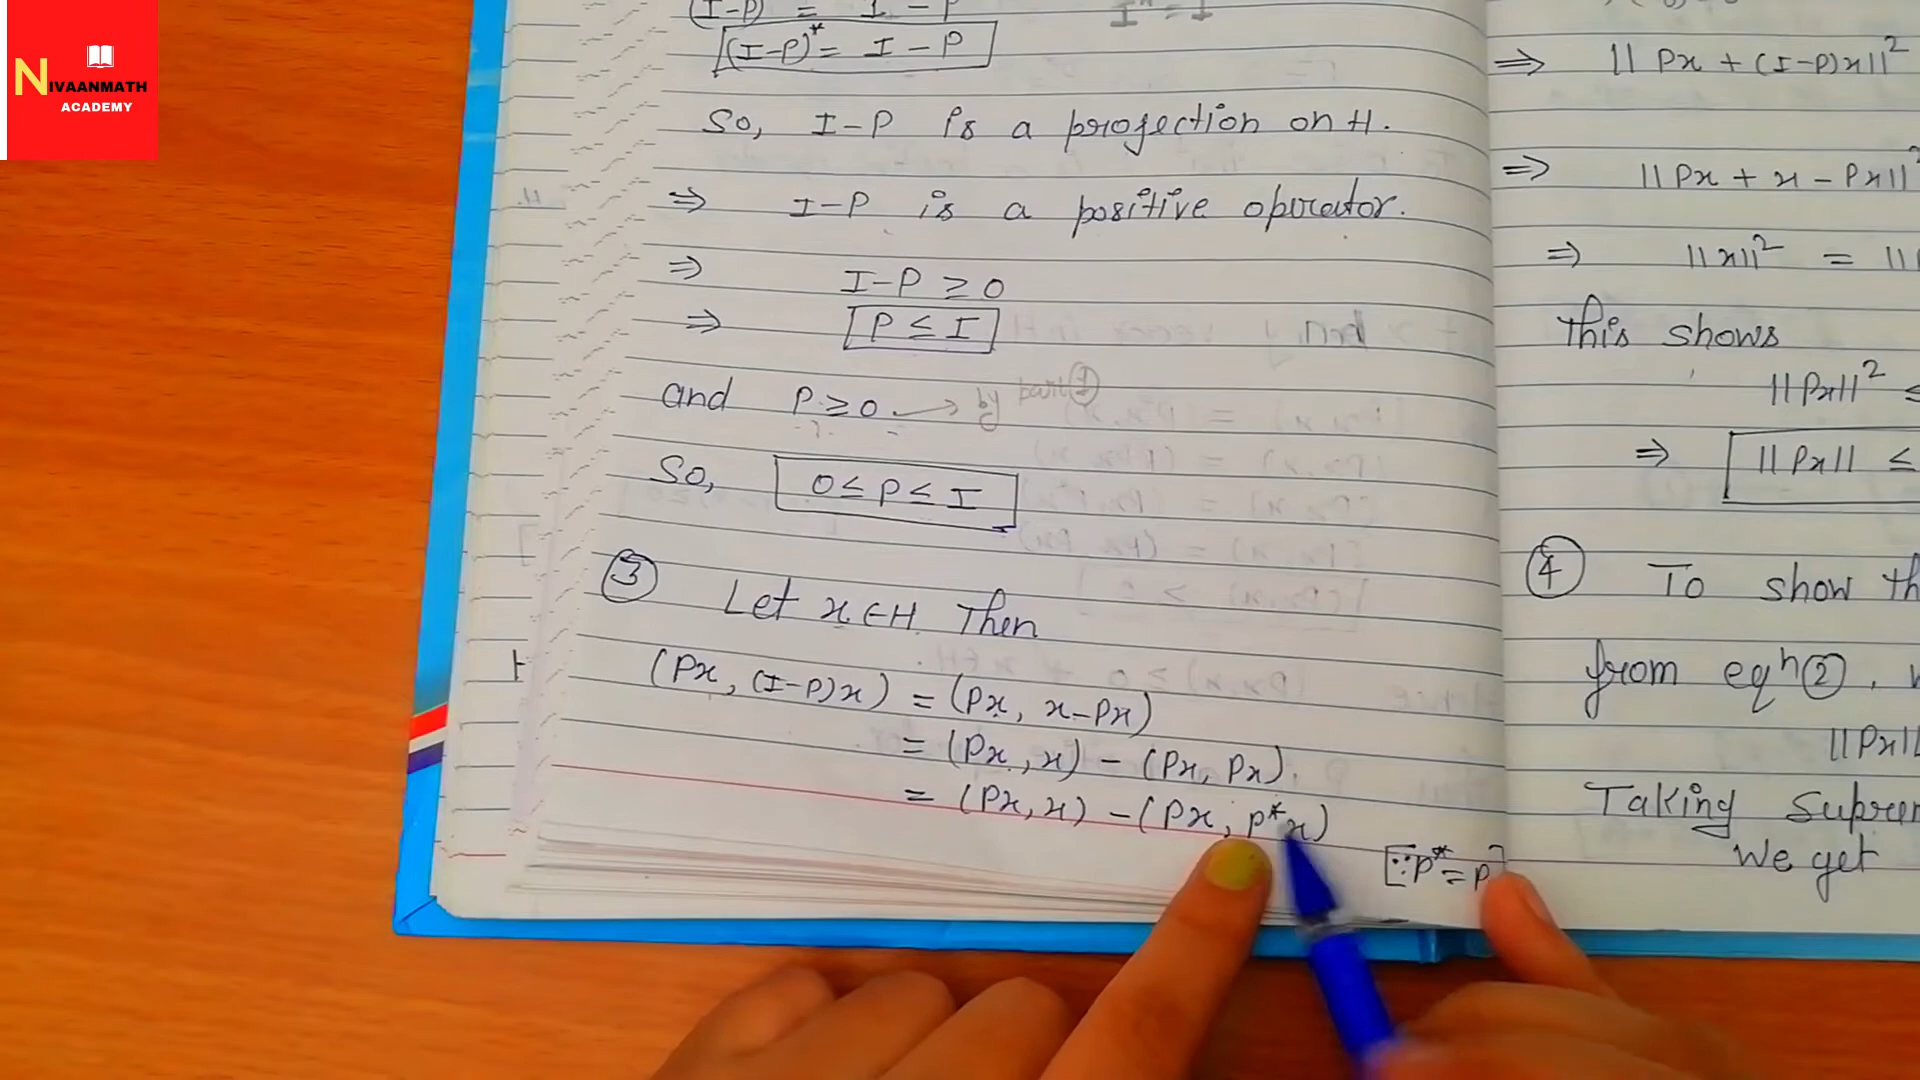 NIVAANMATH
ACADEMY
(I-P) = I - P
(I-P)* = I - P
So, I-P is a projection on H.
⇒ I-P is a positive operator.
⇒ I-P ≥ 0
⇒ P ≤ I
and P ≥ 0 → by part ①
So, 0 ≤ P ≤ I
③ Let x ∈ H Then
(Px, (I-P)x) = (Px, x-Px)
= (Px, x) - (Px, Px)
= (Px, x) - (Px, P*x)
[∵ P* = P]
⇒ || Px + (I-P)x ||²
⇒ || Px + x - Px ||²
⇒ ||x||² = ||
This shows
||Px||² ≤
⇒ ||Px|| ≤
④ To show
from eqⁿ ②,
||Px||
Taking
We get